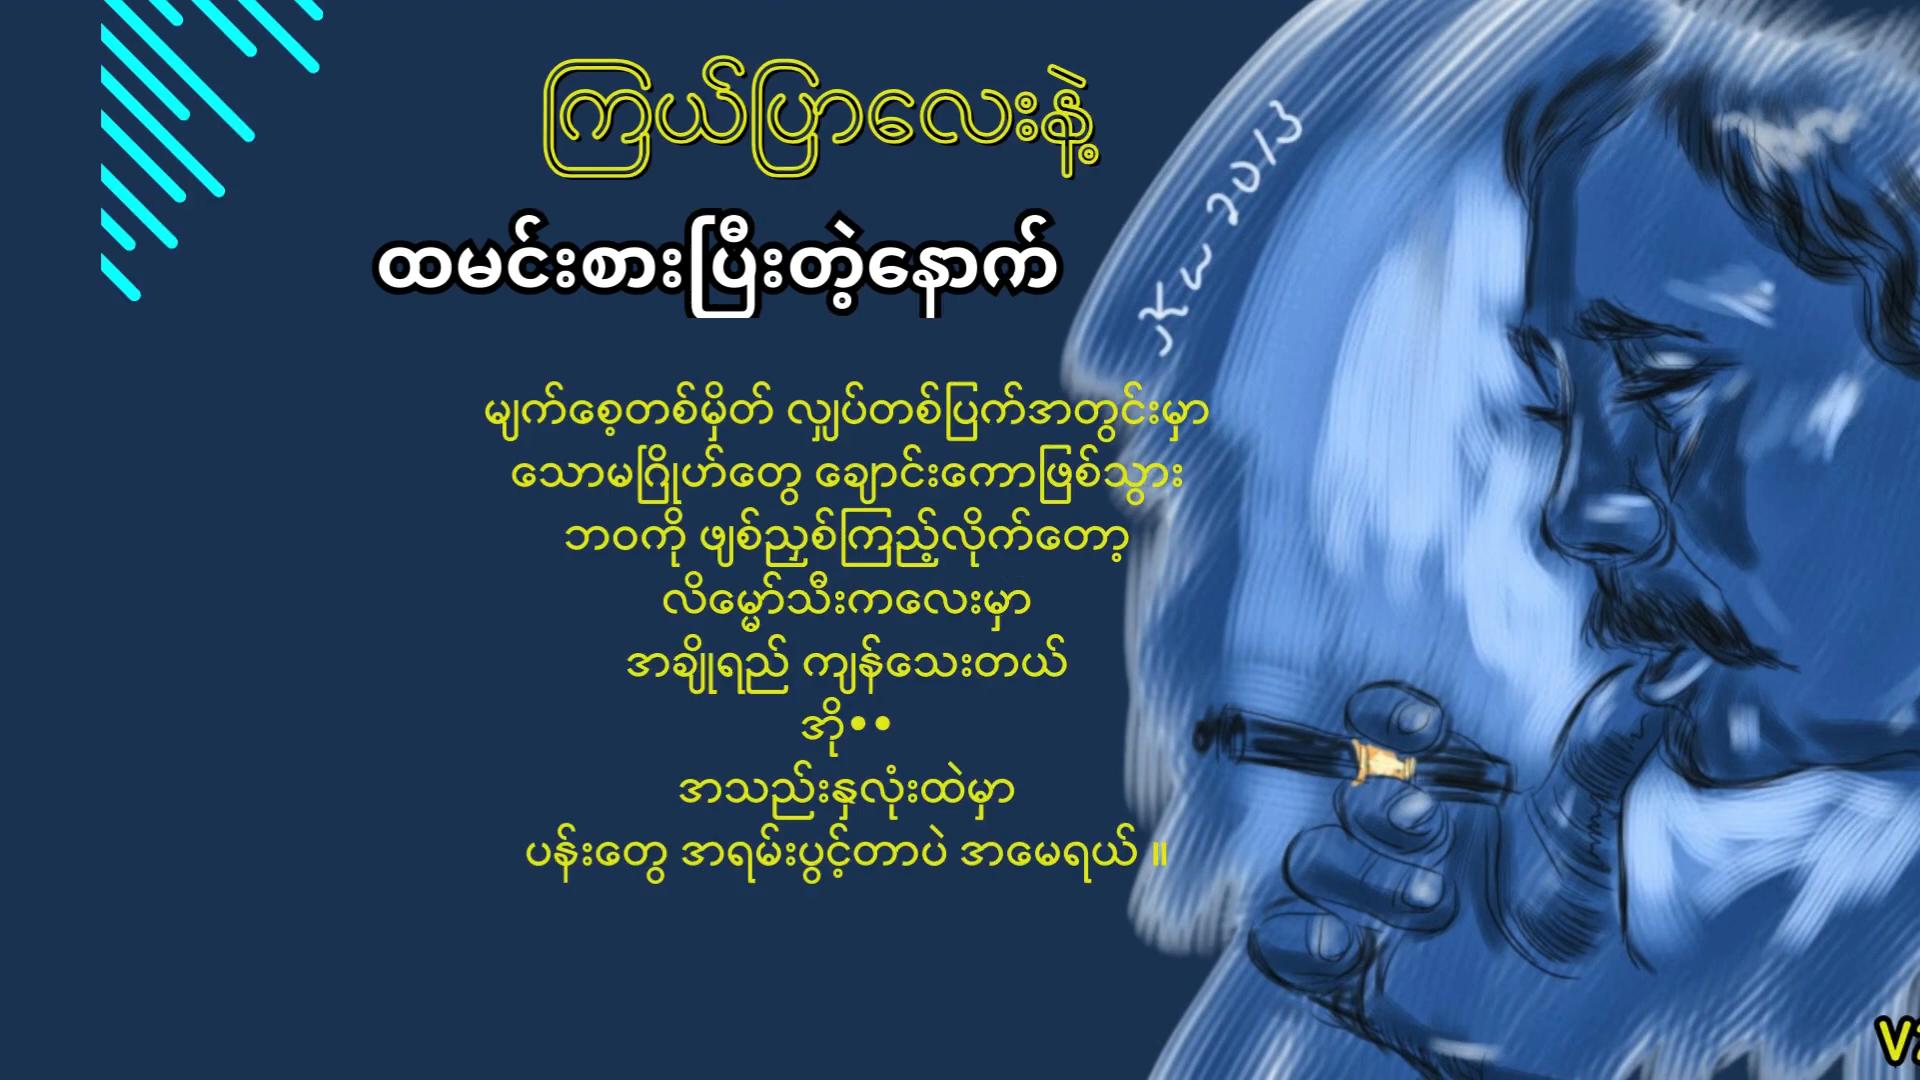 ကြယ်ပြာလေးနဲ့
ထမင်းစားပြီးတဲ့နောက်
မျက်စေ့တစ်မှိတ် လျှပ်တစ်ပြက်အတွင်းမှာ
သောမဂြိုဟ်တွေ ချောင်းကောဖြစ်သွား
ဘဝကို ဖျစ်ညှစ်ကြည့်လိုက်တော့
လိမ္မော်သီးကလေးမှာ
အချိုရည် ကျန်သေးတယ်
အို••
အသည်းနှလုံးထဲမှာ
ပန်းတွေ အရမ်းပွင့်တာပဲ အမေရယ် ။